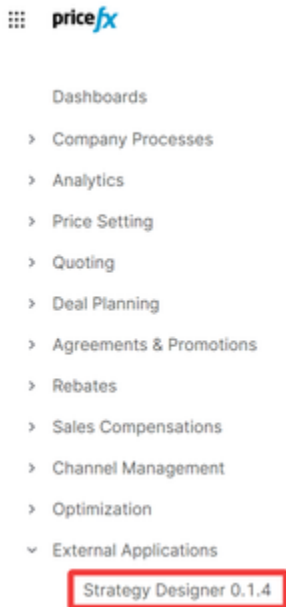 pricefx
Dashboards
Company Processes
Analytics
Price Setting
Quoting
Deal Planning
Agreements & Promotions
Rebates
Sales Compensations
Channel Management
Optimization
External Applications
Strategy Designer 0.1.4